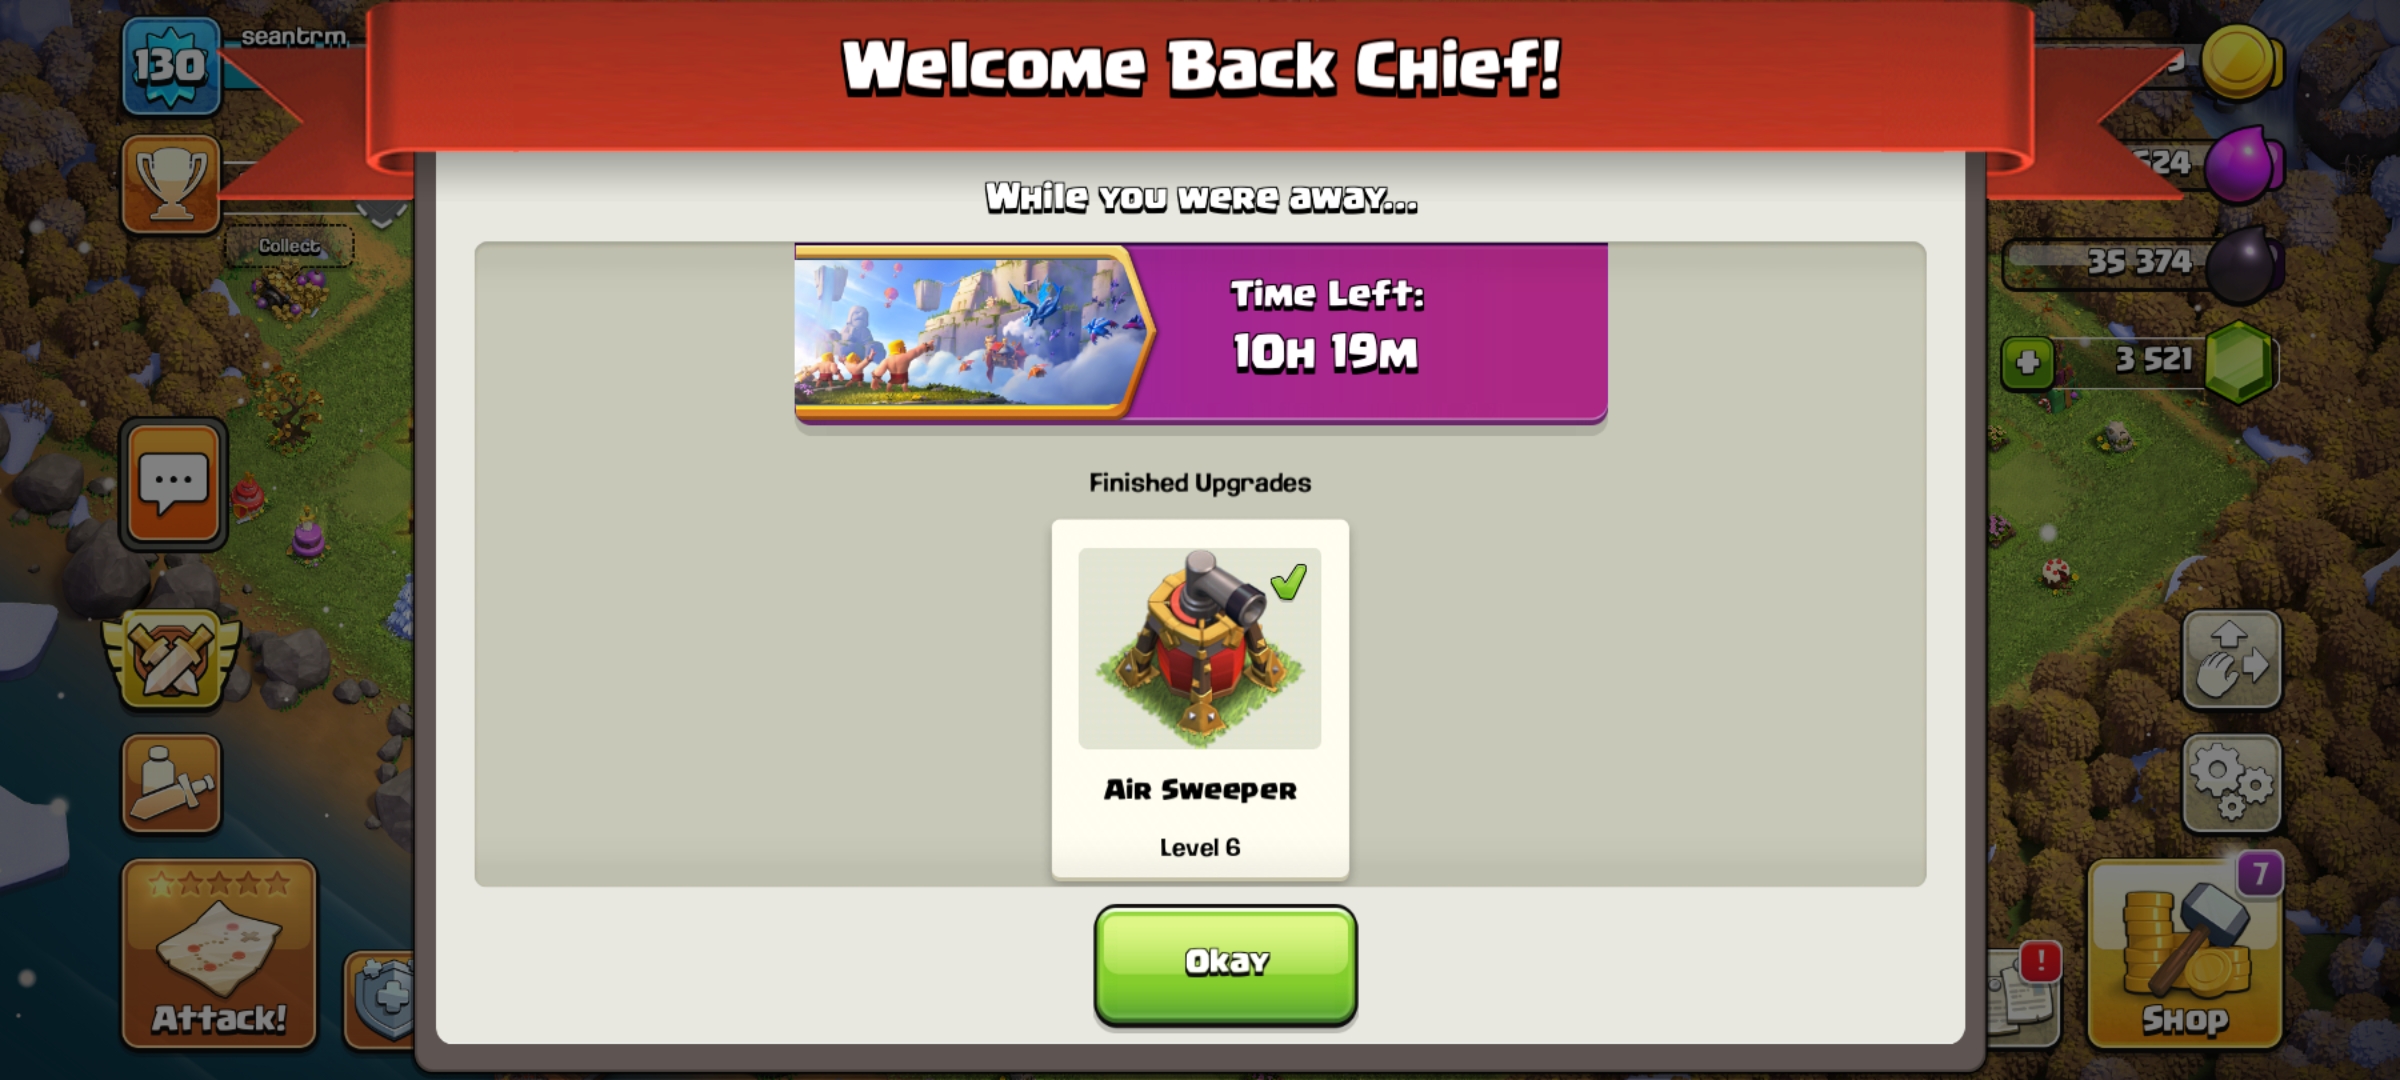 130
seantrm
Welcome Back Chief!
While you were away...
Time Left:
10H 19M
Collect
35 374
3 521
Finished Upgrades
Air Sweeper
Level 6
Okay
Attack!
7
!
Shop